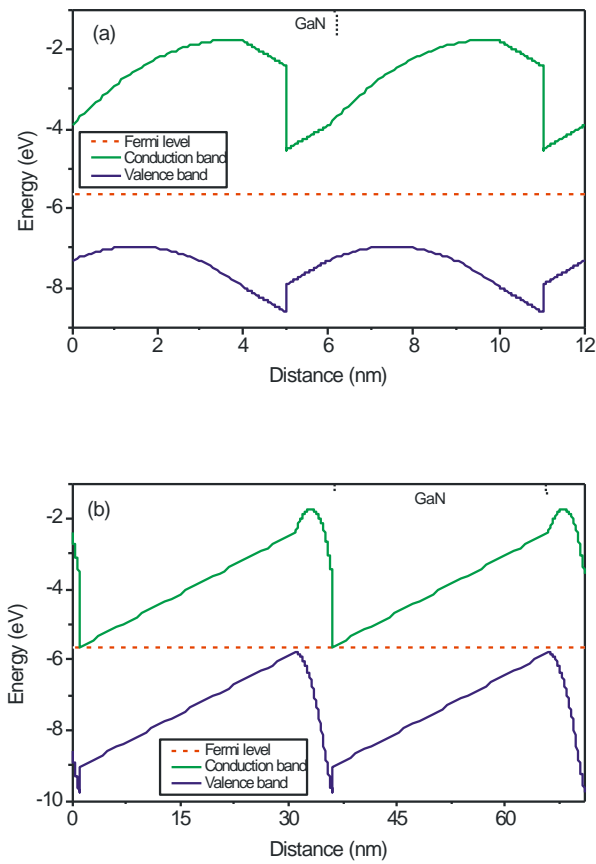 GaN
(a)
-2
-4
-6
-8
Energy (eV)
Fermi level
Conduction band
Valence band
0 2 4 6 8 10 12
Distance (nm)
GaN
(b)
-2
-4
-6
-8
-10
Energy (eV)
Fermi level
Conduction band
Valence band
0 15 30 45 60
Distance (nm)